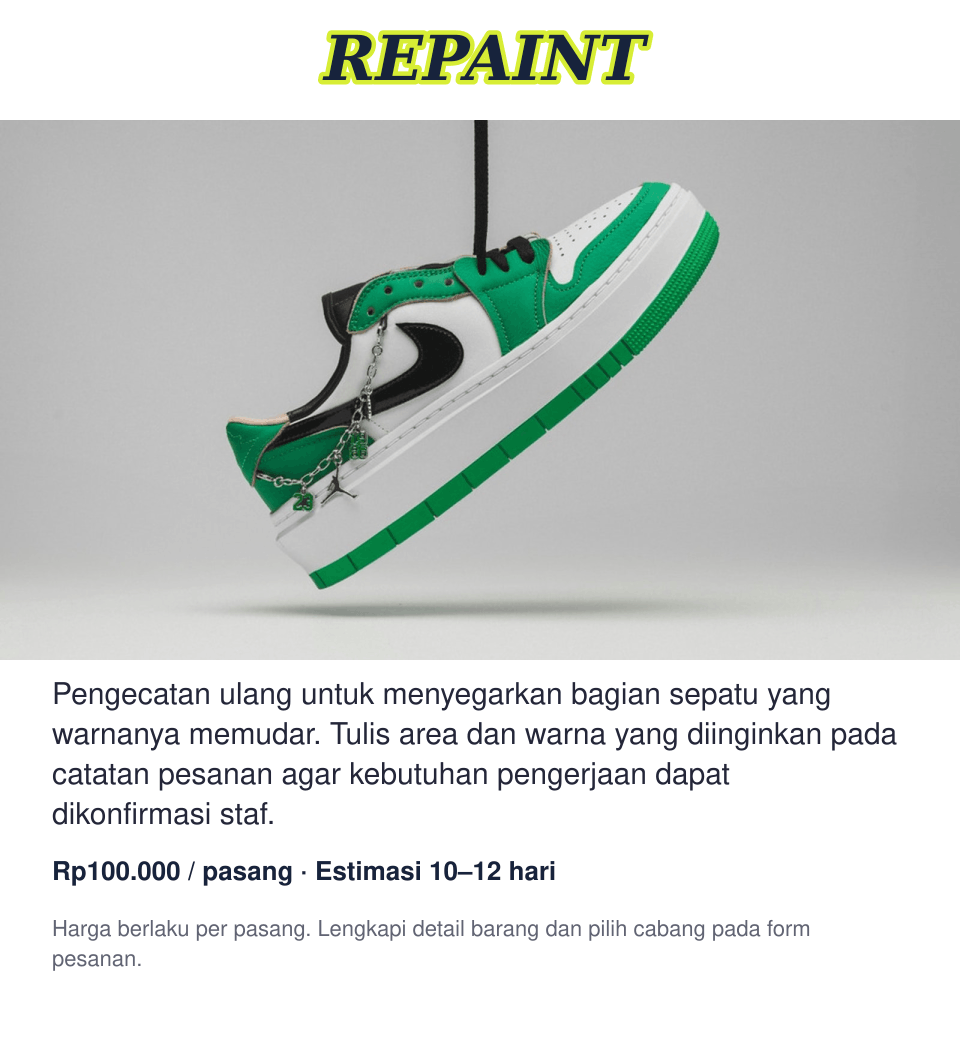 REPAINT
23
Pengecatan ulang untuk menyegarkan bagian sepatu yang
warnanya memudar. Tulis area dan warna yang diinginkan pada
catatan pesanan agar kebutuhan pengerjaan dapat
dikonfirmasi staf.
Rp100.000 / pasang · Estimasi 10–12 hari
Harga berlaku per pasang. Lengkapi detail barang dan pilih cabang pada form
pesanan.